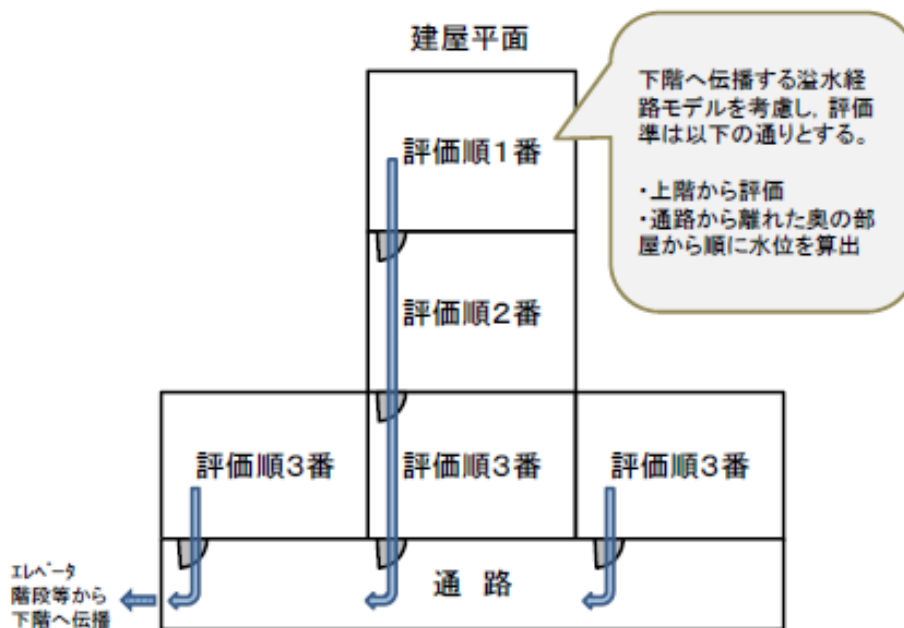 建屋平面
下階へ伝播する溢水経
路モデルを考慮し，評価
準は以下の通りとする。
・上階から評価
・通路から離れた奥の部
屋から順に水位を算出
評価順１番
評価順２番
評価順３番
評価順３番
評価順３番
通 路
ｴﾚﾍﾞｰﾀ
階段等から
下階へ伝播